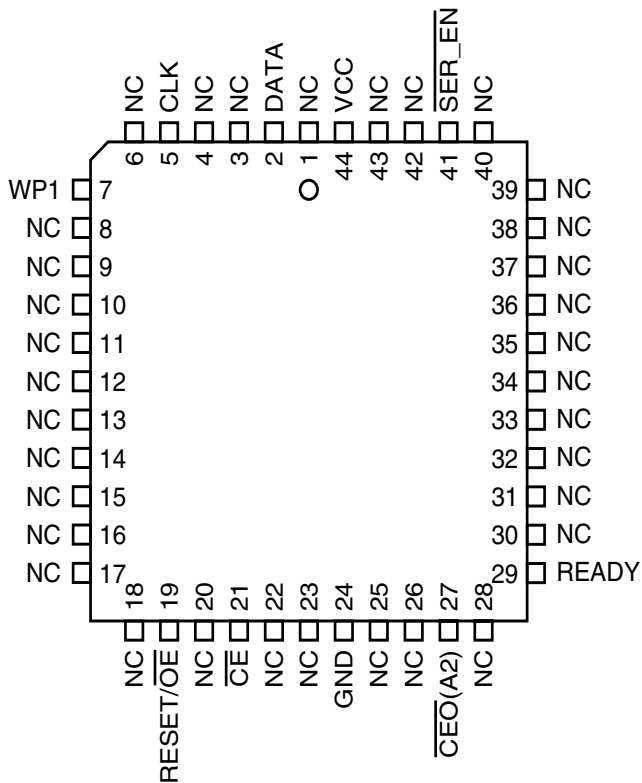 NC
CLK
NC
NC
DATA
NC
VCC
NC
NC
SER_EN
NC
6
5
4
3
2
1
44
43
42
41
40
WP1 7
NC 8
NC 9
NC 10
NC 11
NC 12
NC 13
NC 14
NC 15
NC 16
NC 17
39 NC
38 NC
37 NC
36 NC
35 NC
34 NC
33 NC
32 NC
31 NC
30 NC
29 READY
18
19
20
21
22
23
24
25
26
27
28
NC
RESET/OE
NC
CE
NC
NC
GND
NC
NC
CEO(A2)
NC